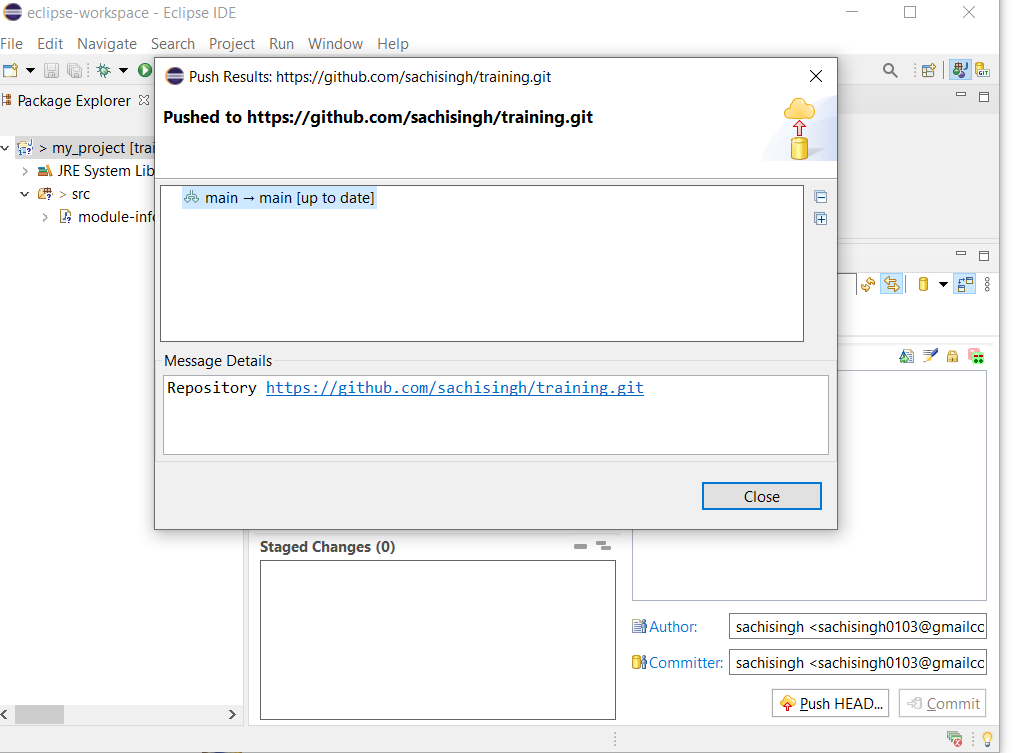 eclipse-workspace - Eclipse IDE
File Edit Navigate Search Project Run Window Help
Package Explorer
> my_project [trai
JRE System Lib
> src
module-info
Push Results: https://github.com/sachisingh/training.git
Pushed to https://github.com/sachisingh/training.git
main → main [up to date]
Message Details
Repository https://github.com/sachisingh/training.git
Close
Staged Changes (0)
Author: sachisingh <sachisingh0103@gmailcc
Committer: sachisingh <sachisingh0103@gmailcc
Push HEAD... Commit